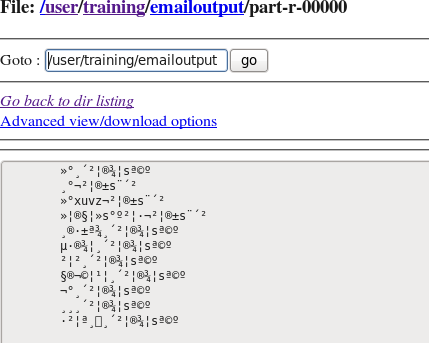 File: /user/training/emailoutput/part-r-00000
Goto : /user/training/emailoutput go
Go back to dir listing
Advanced view/download options
»°¸´²¦®¾¦sª©º
¸°¬²¦®±s¨´²
»°xuvz¬²¦®±s¨´²
»¦®§¦»s°º²¦·¬²¦®±s¨´²
¸®·±ª¾¸´²¦®¾¦sª©º
µ·®¾¦¸´²¦®¾¦sª©º
²¦²¸´²¦®¾¦sª©º
§®¬©¦¹¦¸´²¦®¾¦sª©º
¬°¸´²¦®¾¦sª©º
¸¸¸´²¦®¾¦sª©º
·²¦ª¸´²¦®¾¦sª©º